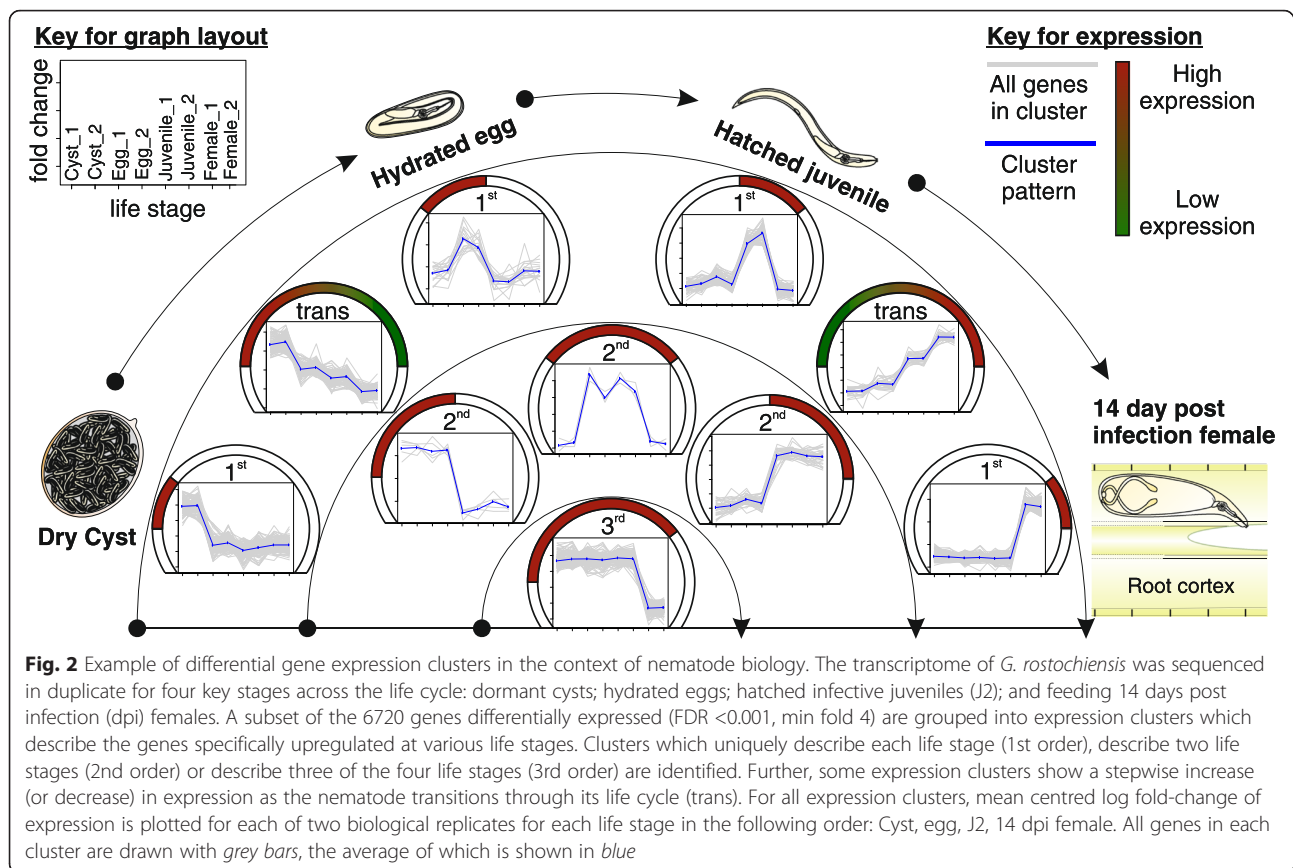 Key for graph layout
fold change
Cyst_1
Cyst_2
Egg_1
Egg_2
Juvenile_1
Juvenile_2
Female_1
Female_2
life stage
Hydrated egg
Hatched juvenile
Key for expression
All genes
in cluster
Cluster
pattern
High
expression
Low
expression
1st
1st
trans
trans
2nd
2nd
2nd
1st
1st
3rd
Dry Cyst
14 day post
infection female
Root cortex
Fig. 2 Example of differential gene expression clusters in the context of nematode biology. The transcriptome of G. rostochiensis was sequenced
in duplicate for four key stages across the life cycle: dormant cysts; hydrated eggs; hatched infective juveniles (J2); and feeding 14 days post
infection (dpi) females. A subset of the 6720 genes differentially expressed (FDR <0.001, min fold 4) are grouped into expression clusters which
describe the genes specifically upregulated at various life stages. Clusters which uniquely describe each life stage (1st order), describe two life
stages (2nd order) or describe three of the four life stages (3rd order) are identified. Further, some expression clusters show a stepwise increase
(or decrease) in expression as the nematode transitions through its life cycle (trans). For all expression clusters, mean centred log fold-change of
expression is plotted for each of two biological replicates for each life stage in the following order: Cyst, egg, J2, 14 dpi female. All genes in each
cluster are drawn with grey bars, the average of which is shown in blue